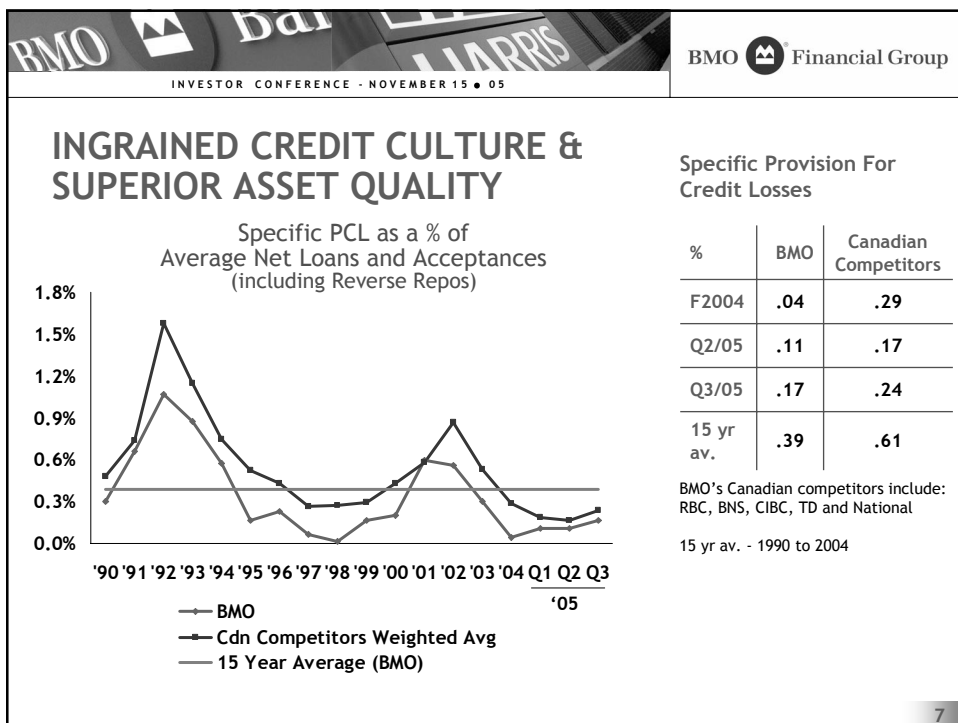 BMO
Ban
HARRIS
INVESTOR CONFERENCE - NOVEMBER 15 ● 05
BMO Financial Group
INGRAINED CREDIT CULTURE &
SUPERIOR ASSET QUALITY
Specific PCL as a % of
Average Net Loans and Acceptances
(including Reverse Repos)
1.8%
1.5%
1.2%
0.9%
0.6%
0.3%
0.0%
'90 '91 '92 '93 '94 '95 '96 '97 '98 '99 '00 '01 '02 '03 '04 Q1 Q2 Q3
‘05
BMO
Cdn Competitors Weighted Avg
15 Year Average (BMO)
Specific Provision For
Credit Losses
% BMO Canadian
Competitors
F2004 .04 .29
Q2/05 .11 .17
Q3/05 .17 .24
15 yr
av. .39 .61
BMO's Canadian competitors include:
RBC, BNS, CIBC, TD and National
15 yr av. - 1990 to 2004
7